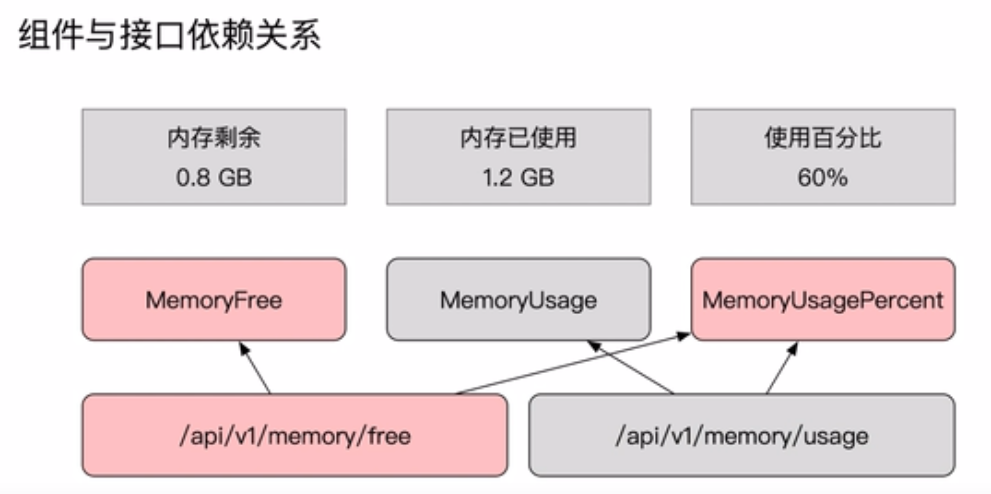 组件与接口依赖关系
内存剩余
0.8 GB
内存已使用
1.2 GB
使用百分比
60%
MemoryFree
MemoryUsage
MemoryUsagePercent
/api/v1/memory/free
/api/v1/memory/usage